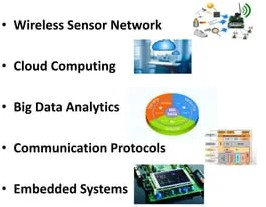 • Wireless Sensor Network
• Cloud Computing
• Big Data Analytics
• Communication Protocols
• Embedded Systems